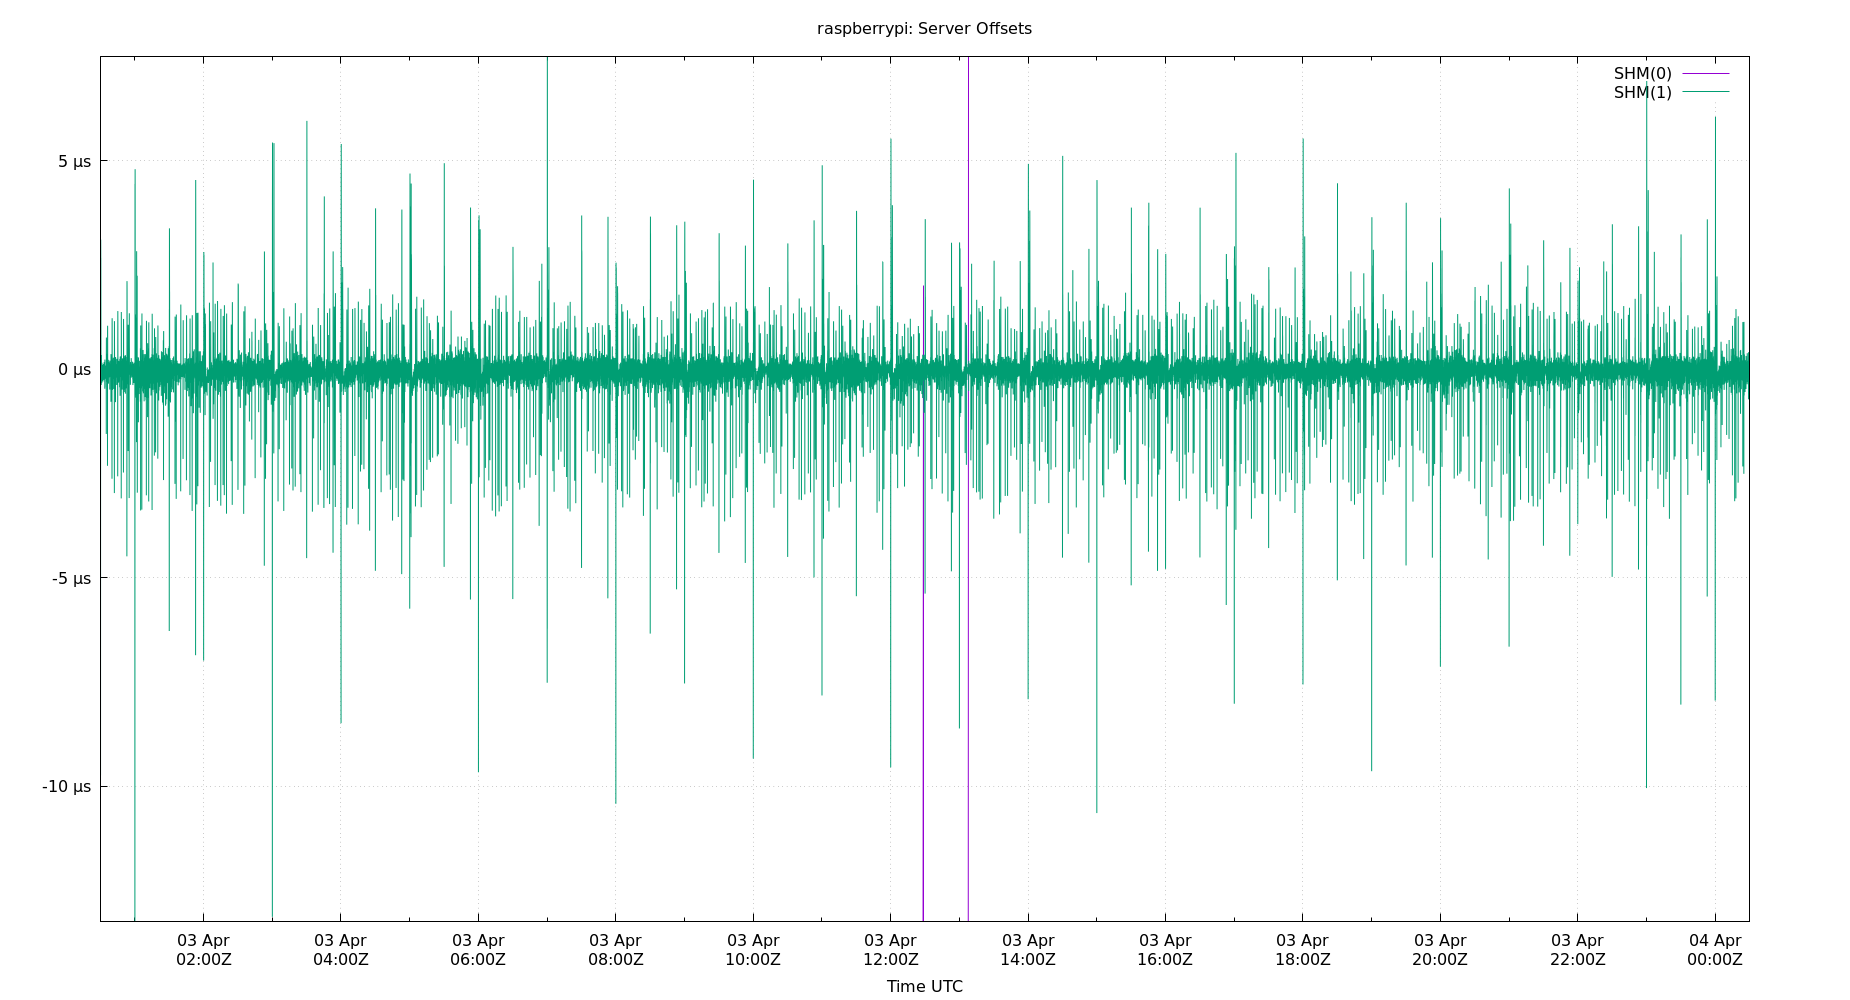 raspberrypi: Server Offsets
SHM(0)
SHM(1)
5 µs
0 µs
-5 µs
-10 µs
03 Apr 03 Apr 03 Apr 03 Apr 03 Apr 03 Apr 03 Apr 03 Apr 03 Apr 03 Apr 03 Apr 04 Apr
02:00Z 04:00Z 06:00Z 08:00Z 10:00Z 12:00Z 14:00Z 16:00Z 18:00Z 20:00Z 22:00Z 00:00Z
Time UTC